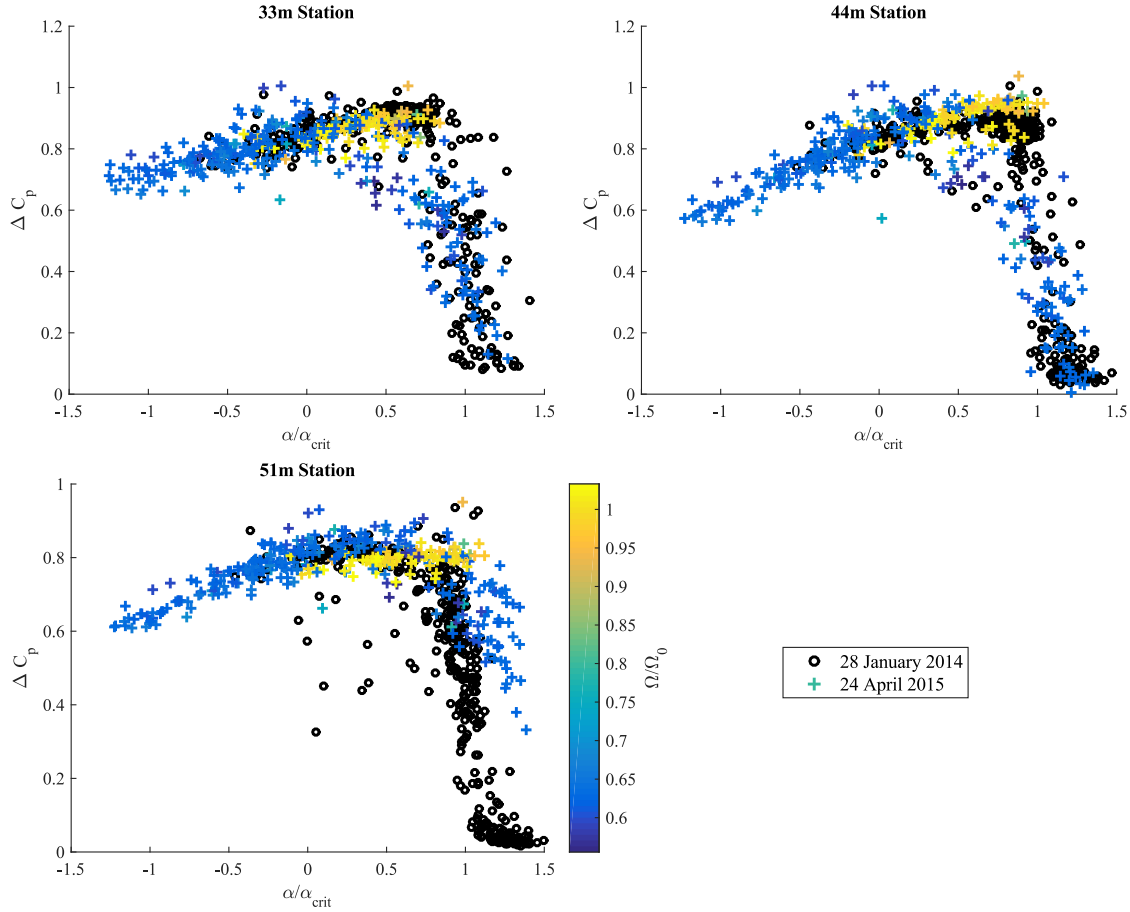 33m Station
1.2
1
0.8
0.6
0.4
0.2
0
Δ C_p
-1.5 -1 -0.5 0 0.5 1 1.5
α/α_crit
44m Station
1.2
1
0.8
0.6
0.4
0.2
0
Δ C_p
-1.5 -1 -0.5 0 0.5 1 1.5
α/α_crit
51m Station
1
0.8
0.6
0.4
0.2
0
Δ C_p
-1.5 -1 -0.5 0 0.5 1 1.5
α/α_crit
1
0.95
0.9
0.85
0.8
0.75
0.7
0.65
0.6
Ω/Ω_0
28 January 2014
24 April 2015